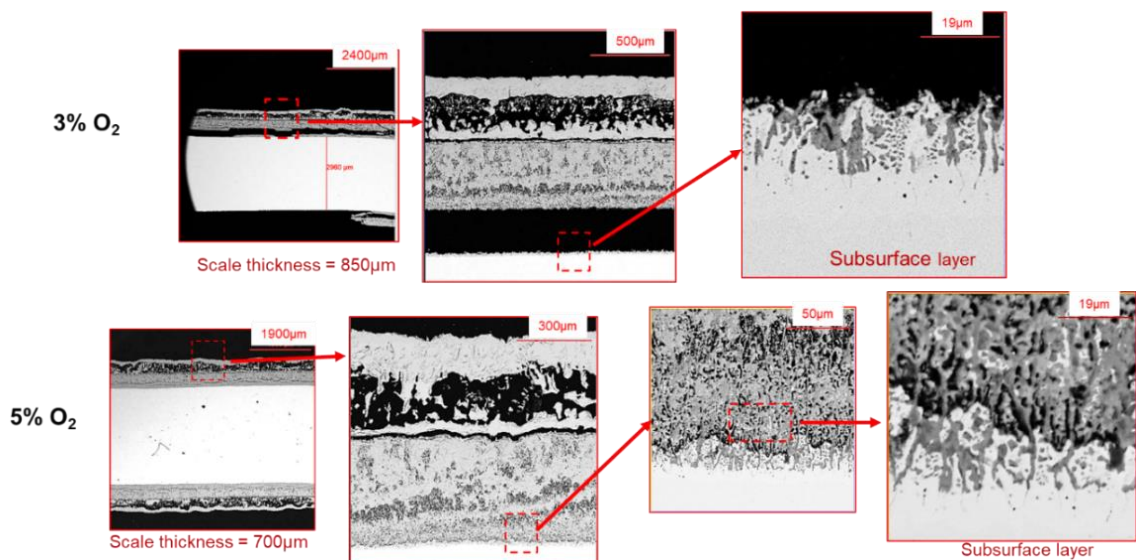 2400µm
500µm
19µm
3% O₂
2960 µm
Scale thickness = 850µm
Subsurface layer
1900µm
300µm
50µm
19µm
5% O₂
Scale thickness = 700µm
Subsurface layer